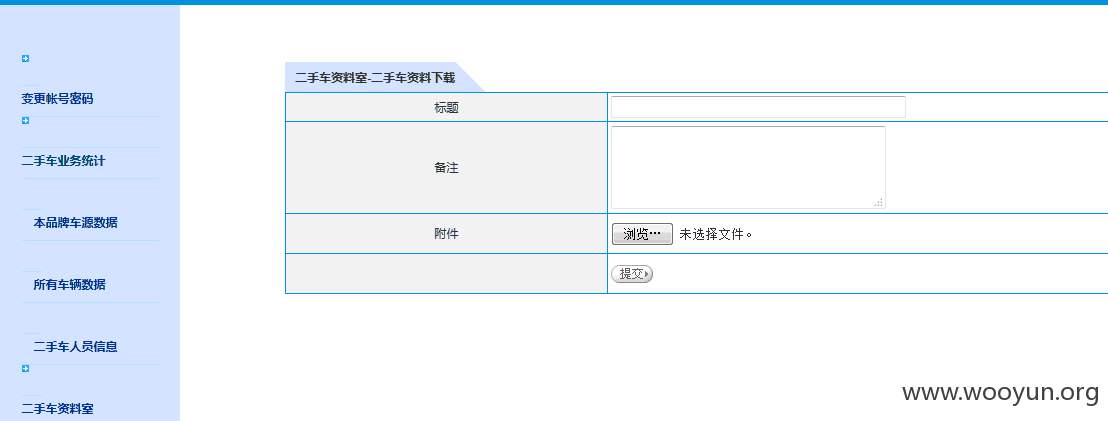 变更帐号密码
二手车业务统计
本品牌车源数据
所有车辆数据
二手车人员信息
二手车资料室
二手车资料室-二手车资料下载
标题
备注
附件
浏览… 未选择文件。
提交
www.wooyun.org